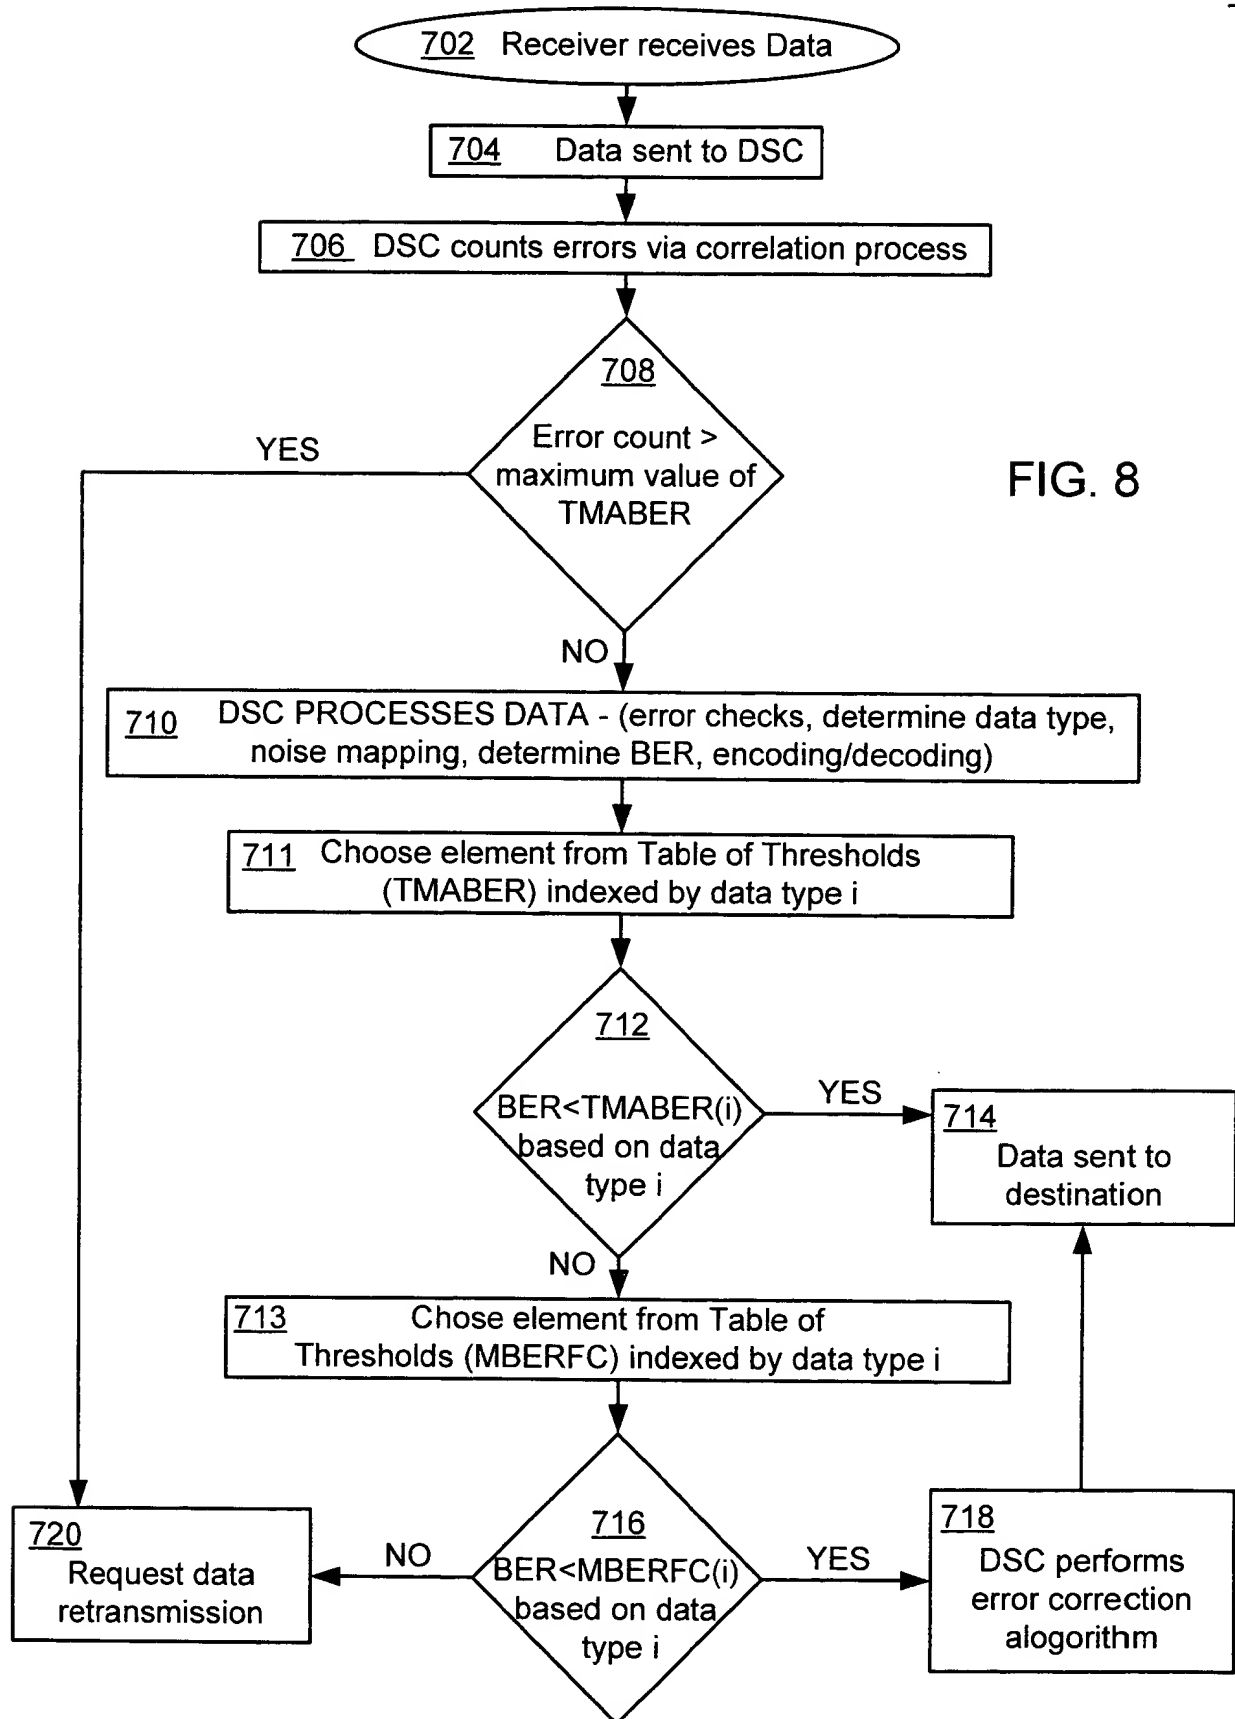 702 Receiver receives Data
704 Data sent to DSC
706 DSC counts errors via correlation process
708
Error count >
maximum value of
TMABER
YES
FIG. 8
NO
710 DSC PROCESSES DATA - (error checks, determine data type,
noise mapping, determine BER, encoding/decoding)
711 Choose element from Table of Thresholds
(TMABER) indexed by data type i
712
BER<TMABER(i)
based on data
type i
YES
714
Data sent to
destination
NO
713 Chose element from Table of
Thresholds (MBERFC) indexed by data type i
716
BER<MBERFC(i)
based on data
type i
NO
YES
720
Request data
retransmission
718
DSC performs
error correction
alogorithm